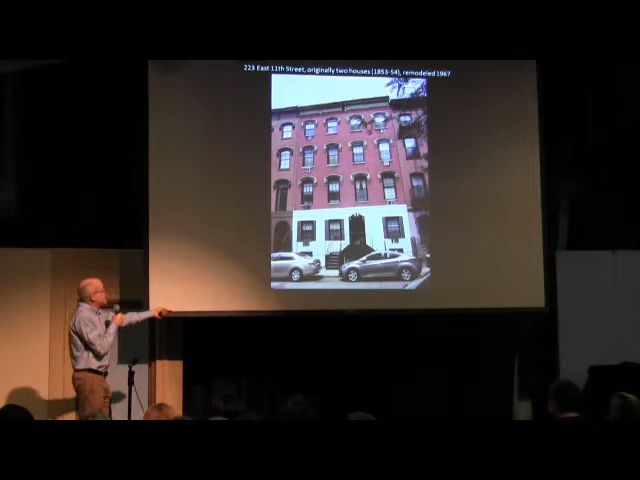 223 East 11th Street, originally two houses (1853-54), remodeled 1967